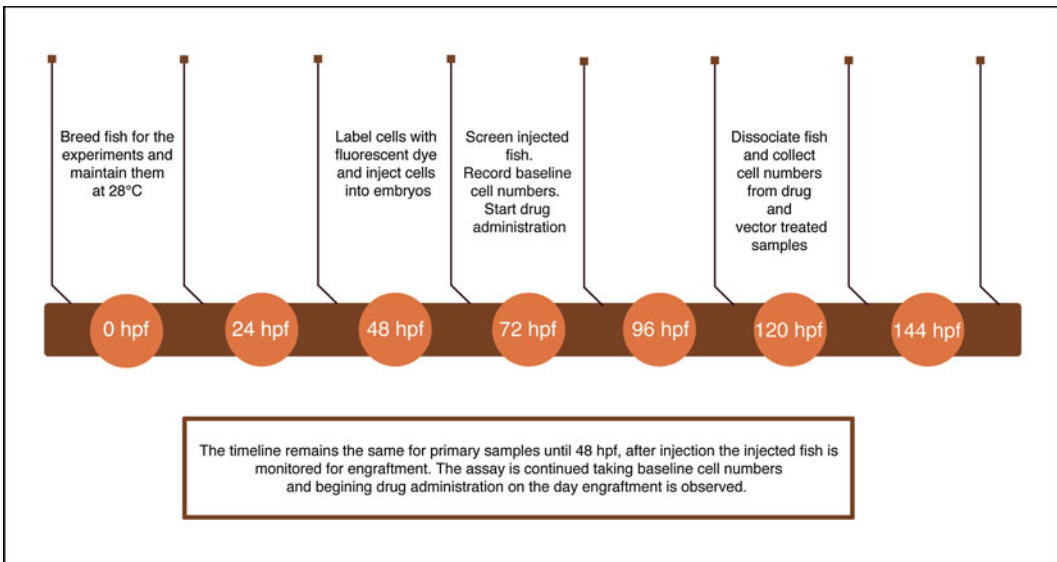 Breed fish for the
experiments and
maintain them
at 28°C
Label cells with
fluorescent dye
and inject cells
into embryos
Screen injected
fish.
Record baseline
cell numbers.
Start drug
administration
Dissociate fish
and collect
cell numbers
from drug
and
vector treated
samples
0 hpf
24 hpf
48 hpf
72 hpf
96 hpf
120 hpf
144 hpf
The timeline remains the same for primary samples until 48 hpf, after injection the injected fish is
monitored for engraftment. The assay is continued taking baseline cell numbers
and begining drug administration on the day engraftment is observed.